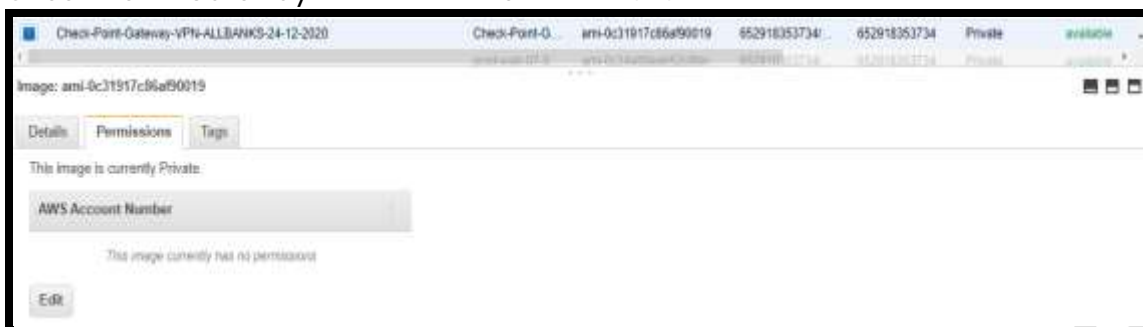 Check-Point-Gateway-VPN-ALLBANKS-24-12-2020 Check-Point-G... ami-0c31917c86af90019 652918353734/... 652918353734 Private available
Image: ami-0c31917c86af90019
Details Permissions Tags
This image is currently Private.
AWS Account Number
This image currently has no permissions
Edit